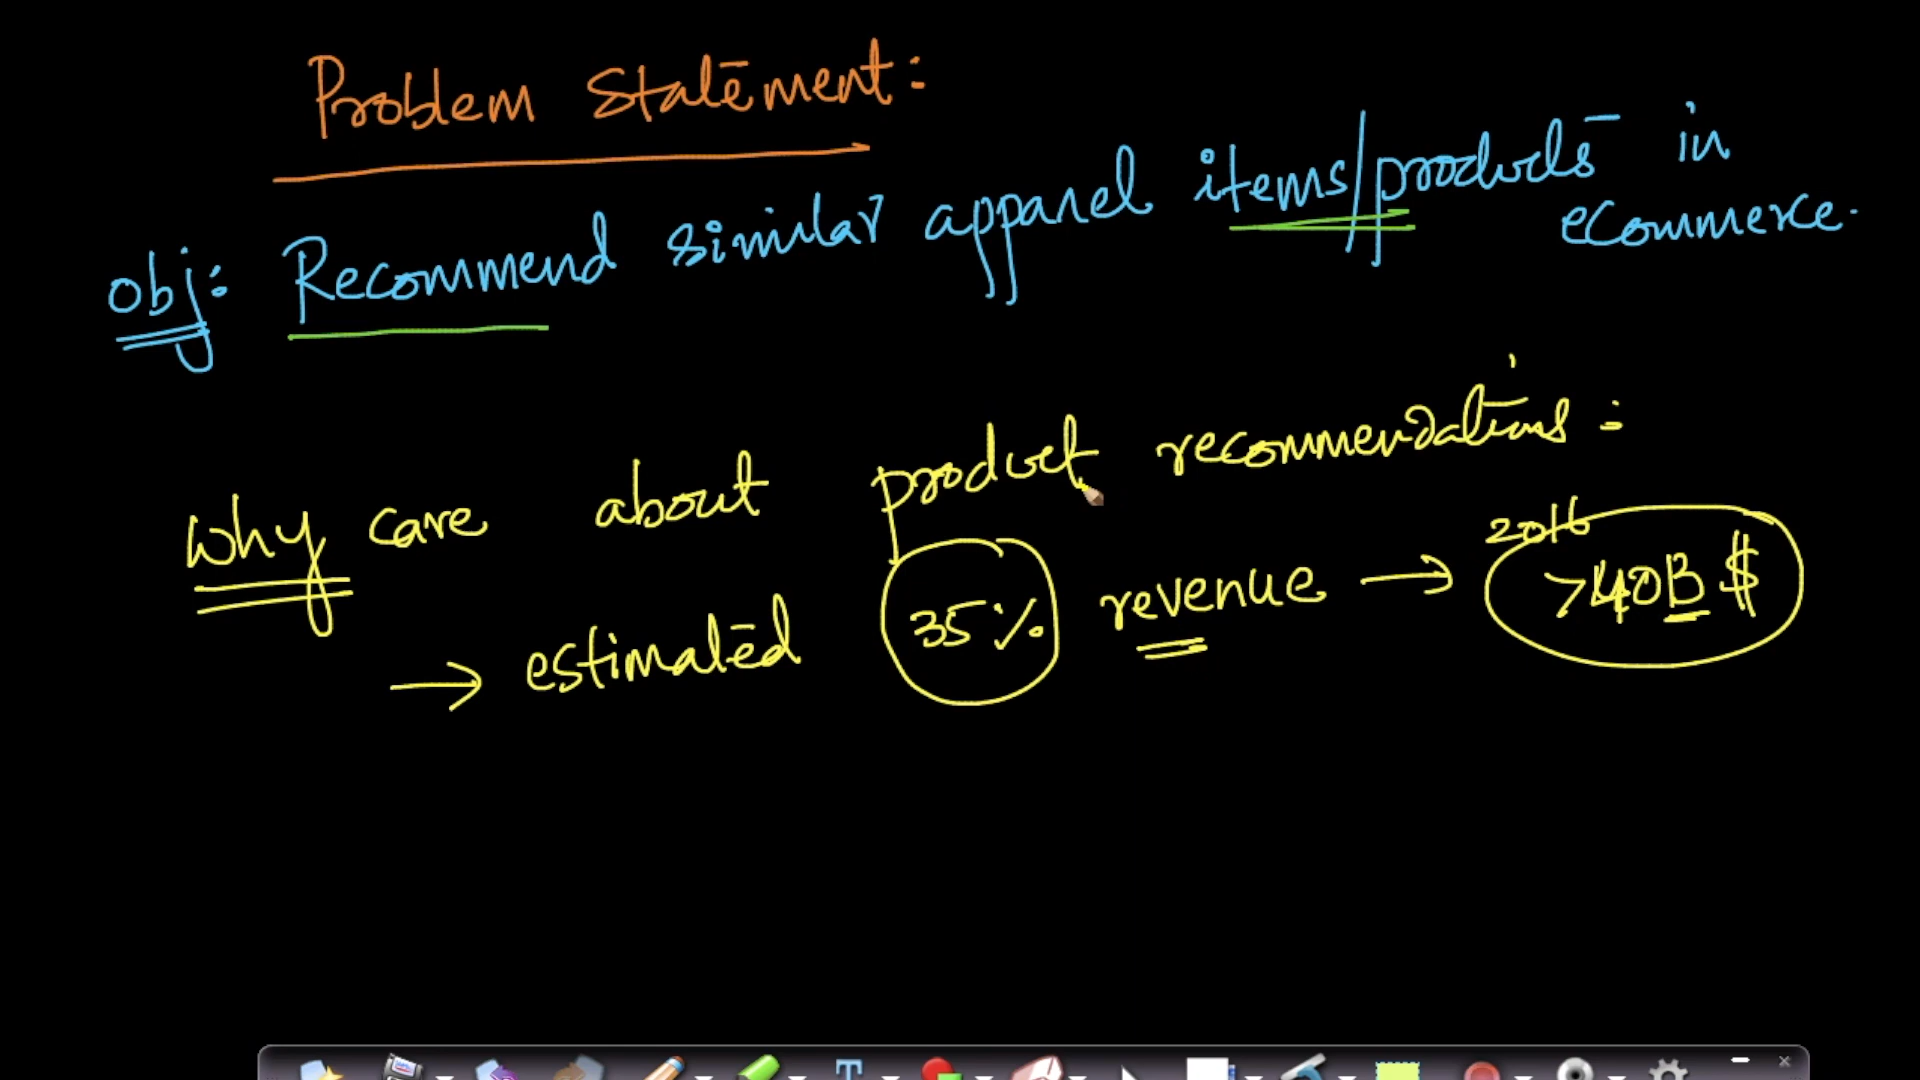 Problem Statement:
Obj: Recommend similar apparel items/products in
ecommerce.
Why care about product recommendations:
→ estimated 35% revenue → 2016 >40B $